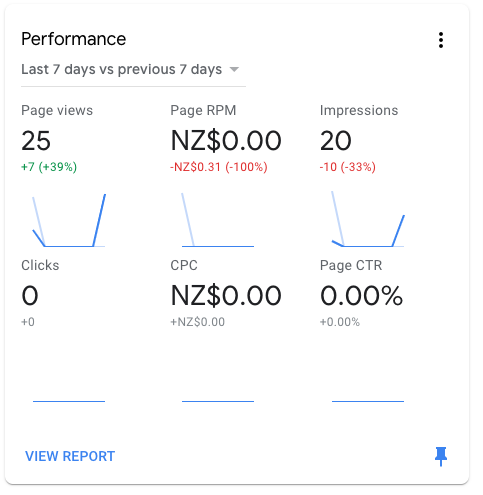 Performance
Last 7 days vs previous 7 days
Page views Page RPM Impressions
25 NZ$0.00 20
+7 (+39%) -NZ$0.31 (-100%) -10 (-33%)
Clicks CPC Page CTR
0 NZ$0.00 0.00%
+0 +NZ$0.00 +0.00%
VIEW REPORT